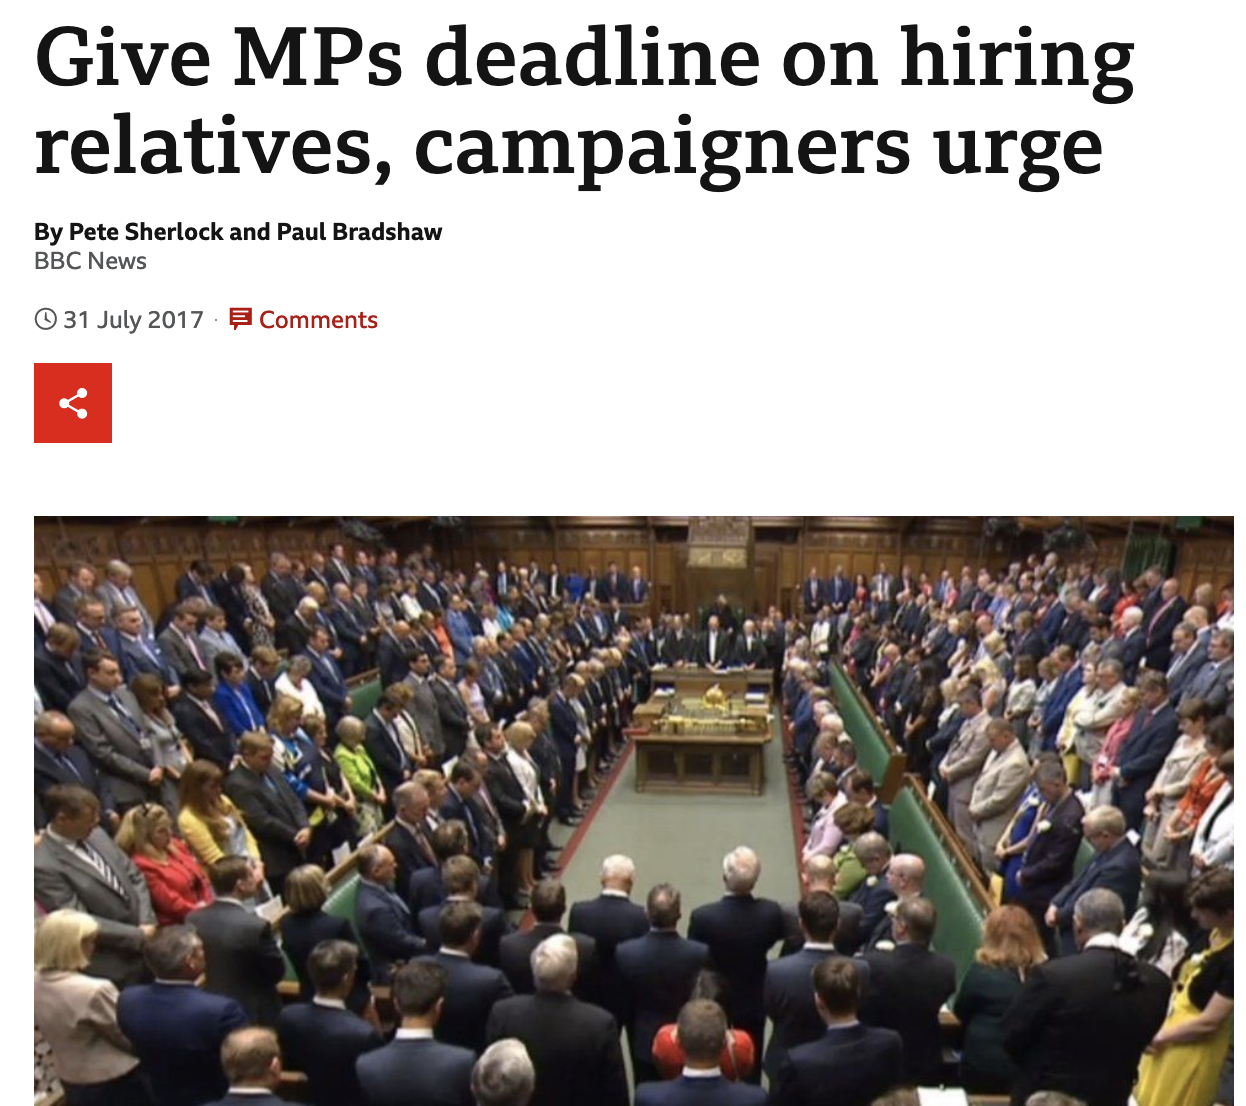 Give MPs deadline on hiring
relatives, campaigners urge
By Pete Sherlock and Paul Bradshaw
BBC News
31 July 2017 · Comments